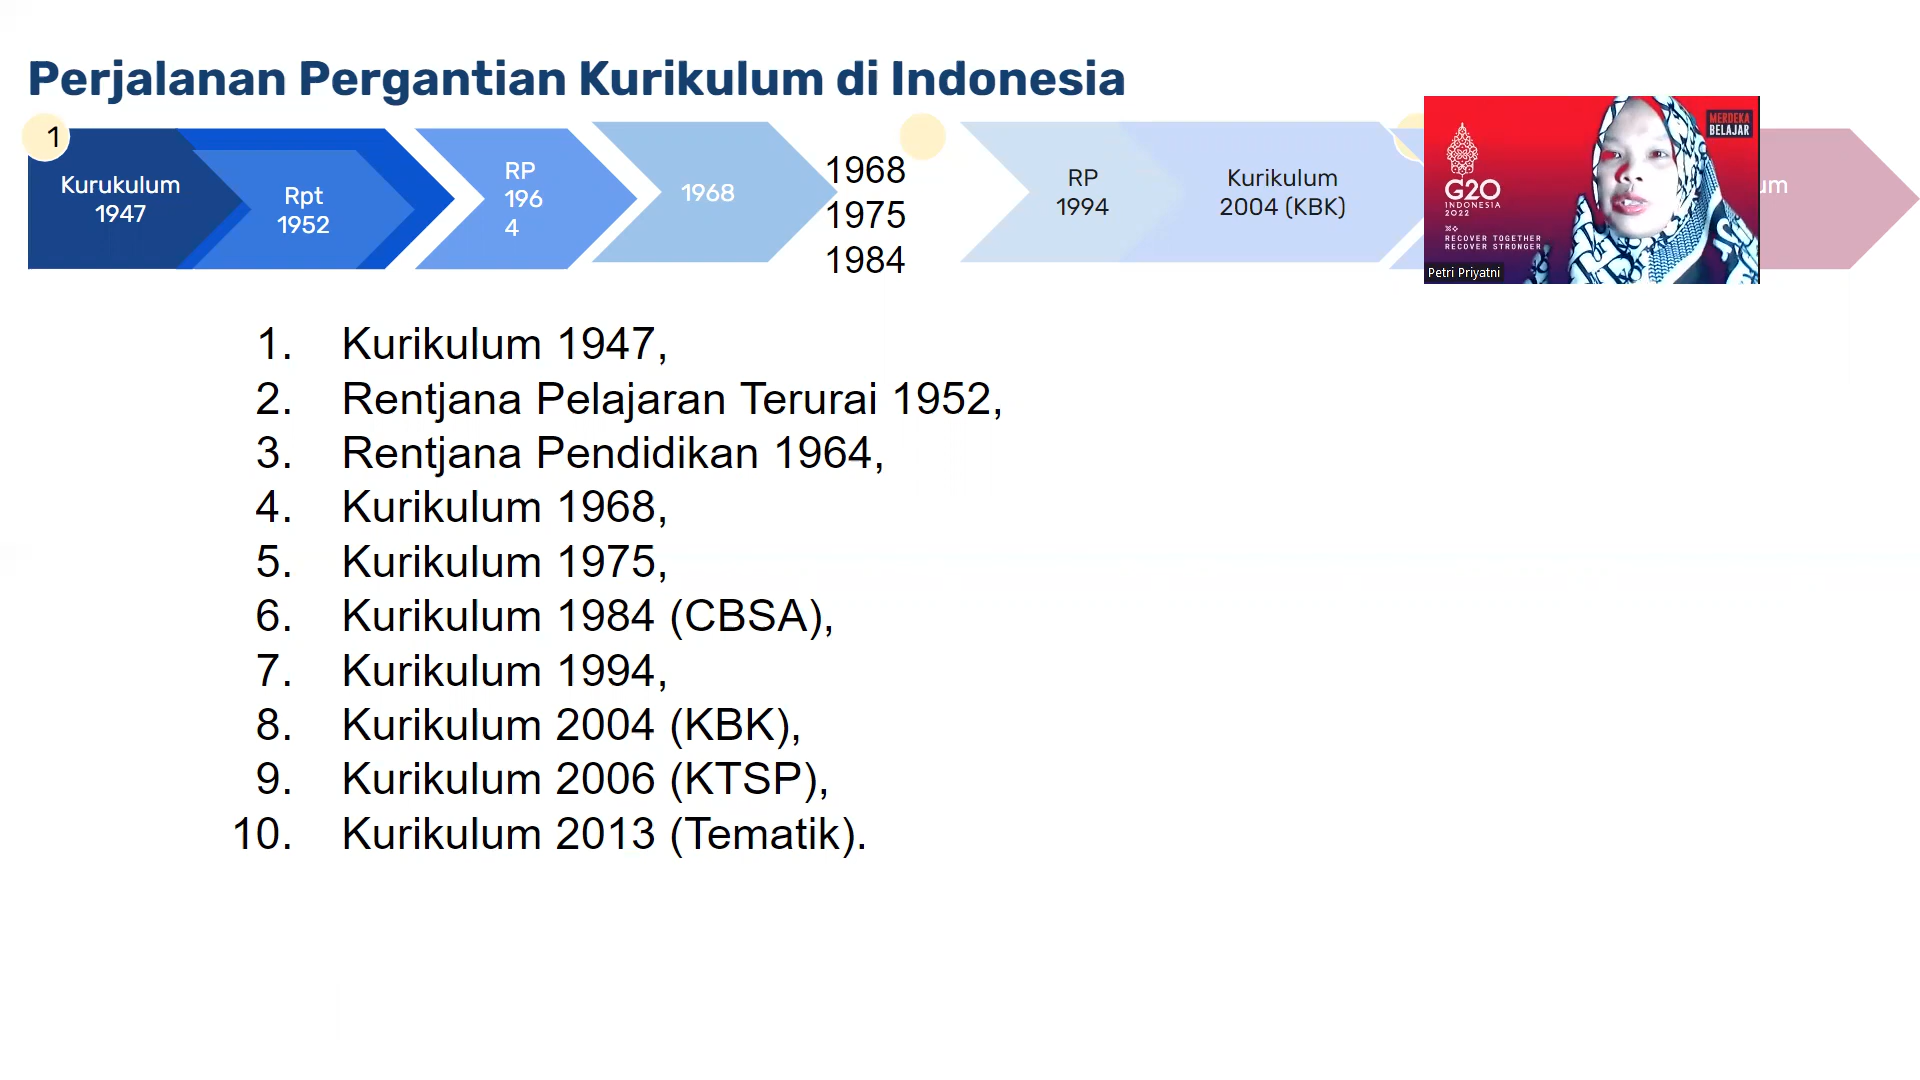 Perjalanan Pergantian Kurikulum di Indonesia
1
Kurukulum
1947
Rpt
1952
RP
196
4
1968
1968
1975
1984
RP
1994
Kurikulum
2004 (KBK)
MERDEKA
BELAJAR
G20
INDONESIA
2022
RECOVER TOGETHER
RECOVER STRONGER
Petri Priyatni
1. Kurikulum 1947,
2. Rentjana Pelajaran Terurai 1952,
3. Rentjana Pendidikan 1964,
4. Kurikulum 1968,
5. Kurikulum 1975,
6. Kurikulum 1984 (CBSA),
7. Kurikulum 1994,
8. Kurikulum 2004 (KBK),
9. Kurikulum 2006 (KTSP),
10. Kurikulum 2013 (Tematik).